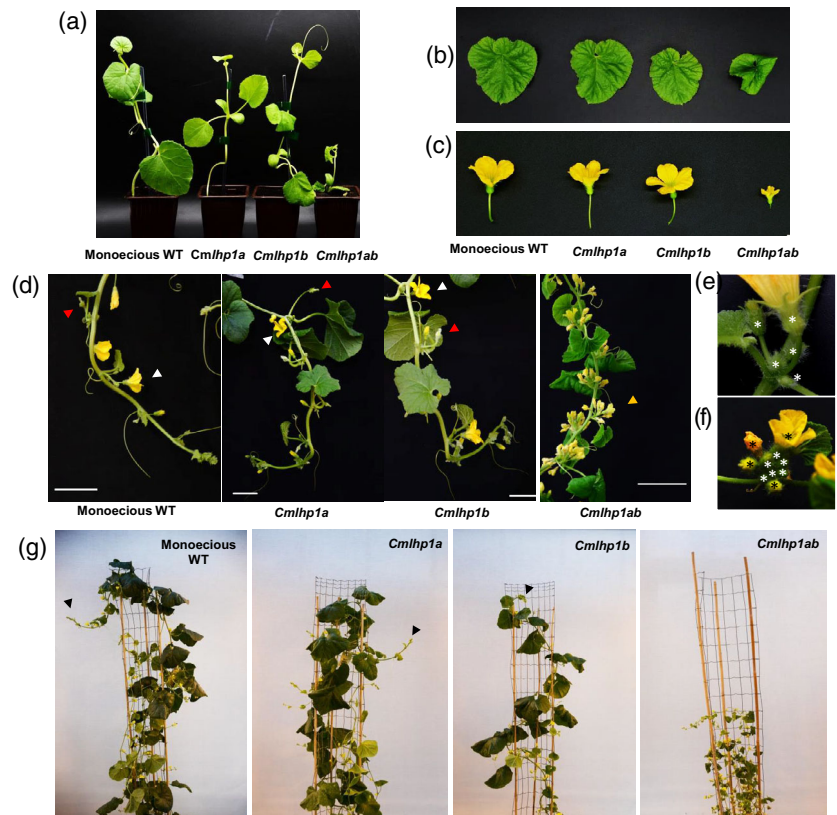 (a)
Monoecious WT Cmlhp1a Cmlhp1b Cmlhp1ab
(b)
(c)
Monoecious WT Cmlhp1a Cmlhp1b Cmlhp1ab
(d)
Monoecious WT Cmlhp1a Cmlhp1b Cmlhp1ab
(e)
* * * * *
(f)
* * * * * * * * * * *
(g)
Monoecious
WT
Cmlhp1a
Cmlhp1b
Cmlhp1ab